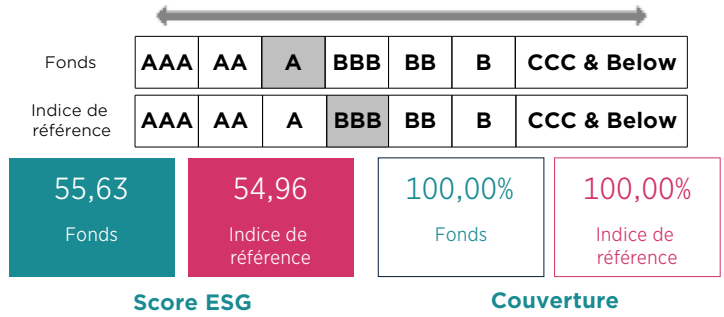 Fonds AAA AA A BBB BB B CCC & Below
Indice de
référence
AAA AA A BBB BB B CCC & Below
55,63
Fonds
54,96
Indice de
référence
100,00%
Fonds
100,00%
Indice de
référence
Score ESG
Couverture